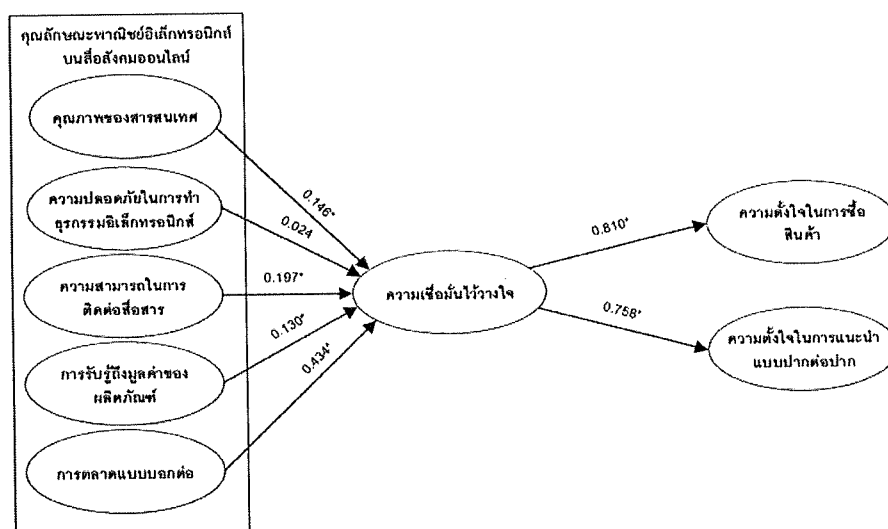 คุณลักษณะพาณิชย์อิเล็กทรอนิกส์
บนสื่อสังคมออนไลน์
คุณภาพของสารสนเทศ
ความปลอดภัยในการทำ
ธุรกรรมอิเล็กทรอนิกส์
ความสามารถในการ
ติดต่อสื่อสาร
การรับรู้ถึงมูลค่าของ
ผลิตภัณฑ์
การตลาดแบบบอกต่อ
0.146*
0.024
0.197*
0.130*
0.434*
ความเชื่อมั่นไว้วางใจ
0.810*
0.758*
ความตั้งใจในการซื้อ
สินค้า
ความตั้งใจในการแนะนำ
แบบปากต่อปาก